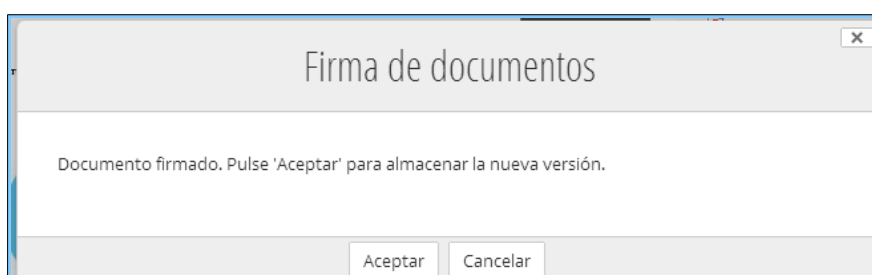 Firma de documentos
Documento firmado. Pulse 'Aceptar' para almacenar la nueva versión.
Aceptar Cancelar